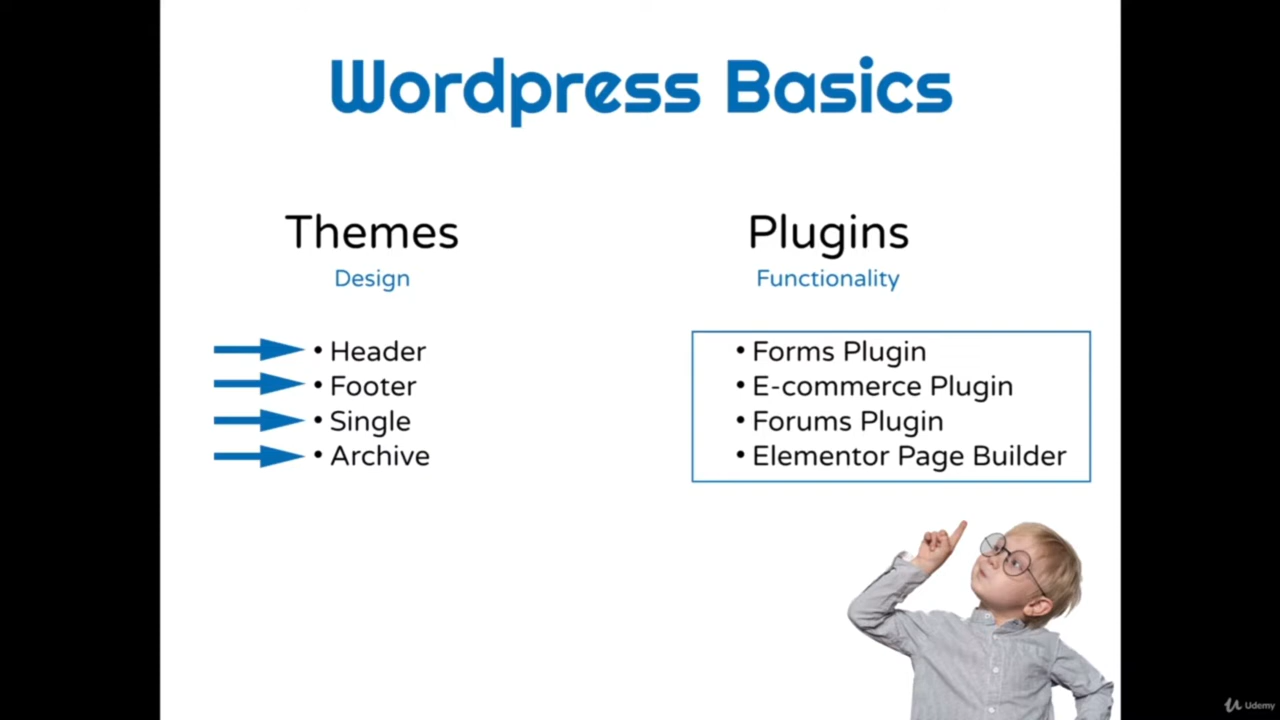 Wordpress Basics
Themes
Design
• Header
• Footer
• Single
• Archive
Plugins
Functionality
• Forms Plugin
• E-commerce Plugin
• Forums Plugin
• Elementor Page Builder
Udemy